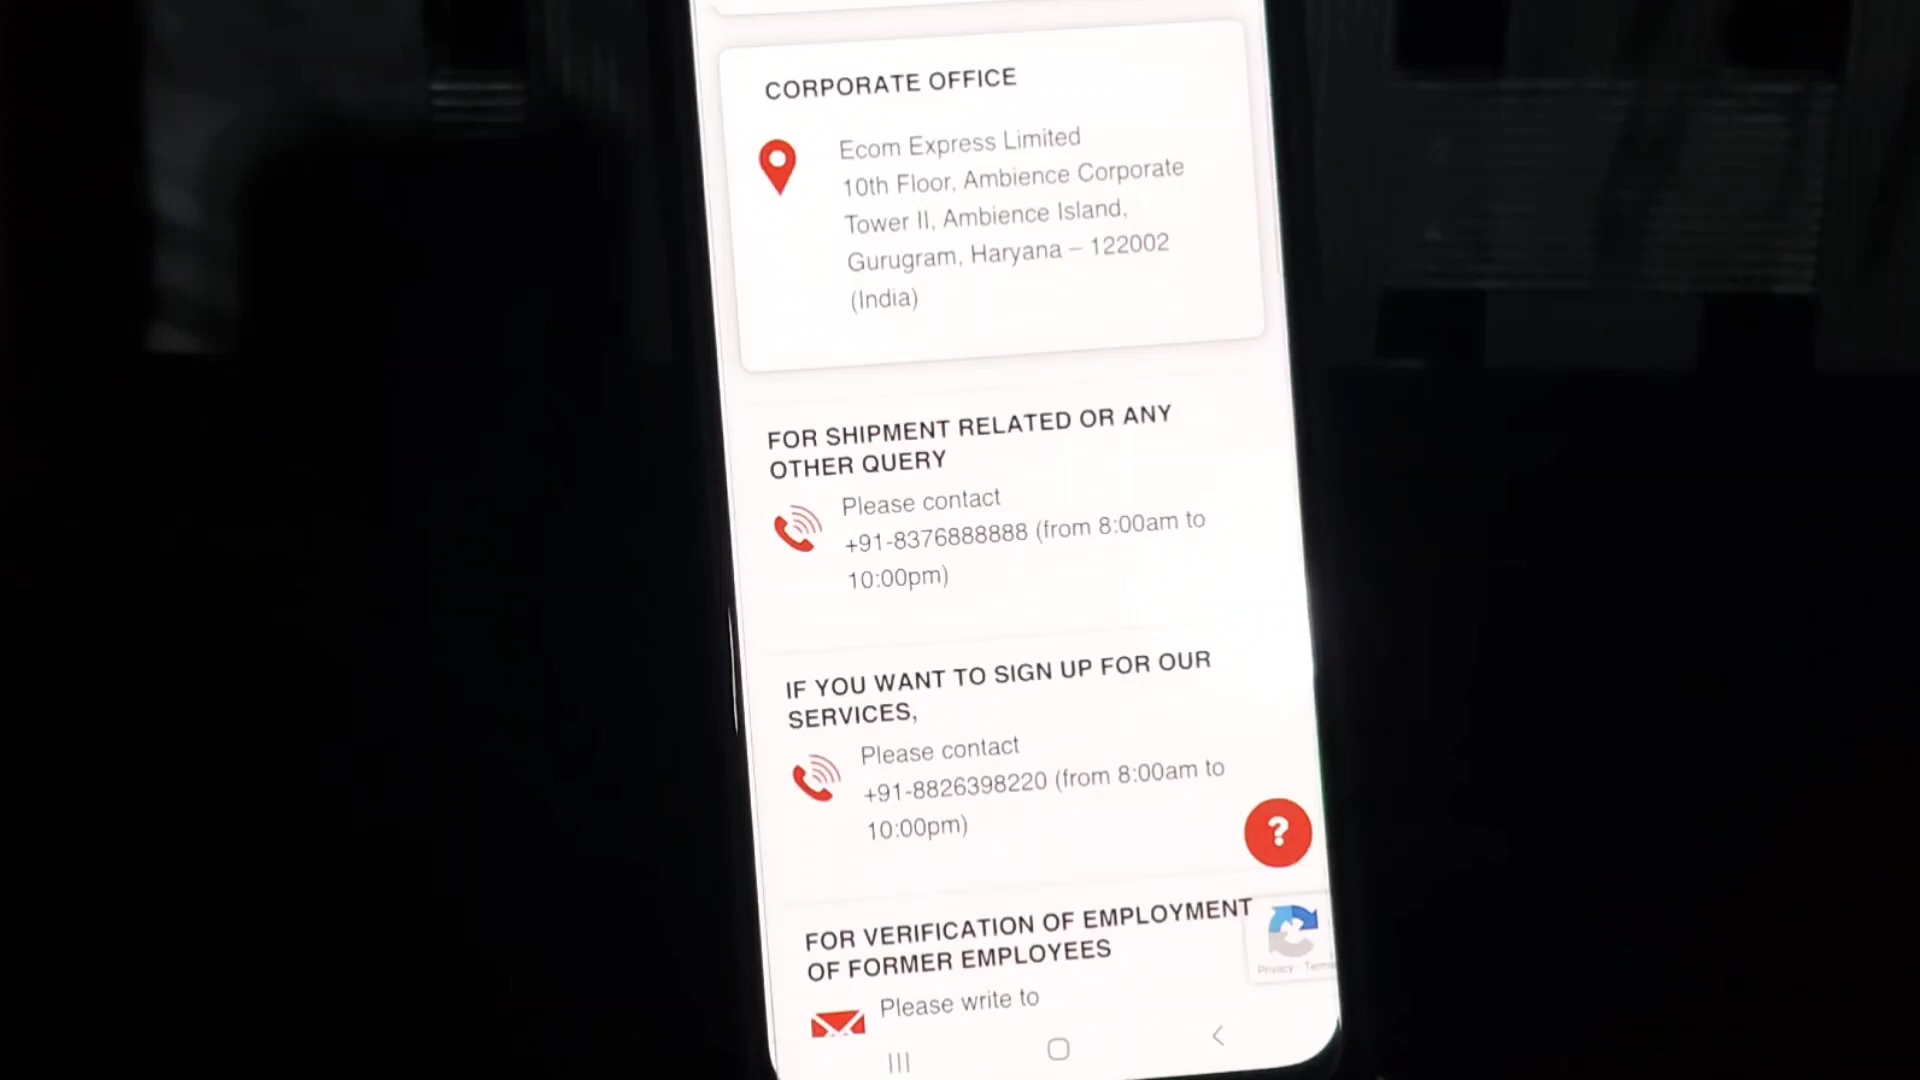 CORPORATE OFFICE
Ecom Express Limited
10th Floor, Ambience Corporate
Tower II, Ambience Island,
Gurugram, Haryana – 122002
(India)
FOR SHIPMENT RELATED OR ANY
OTHER QUERY
Please contact
+91-8376888888 (from 8:00am to
10:00pm)
IF YOU WANT TO SIGN UP FOR OUR
SERVICES,
Please contact
+91-8826398220 (from 8:00am to
10:00pm)
?
FOR VERIFICATION OF EMPLOYMENT
OF FORMER EMPLOYEES
Privacy - Terms
Please write to